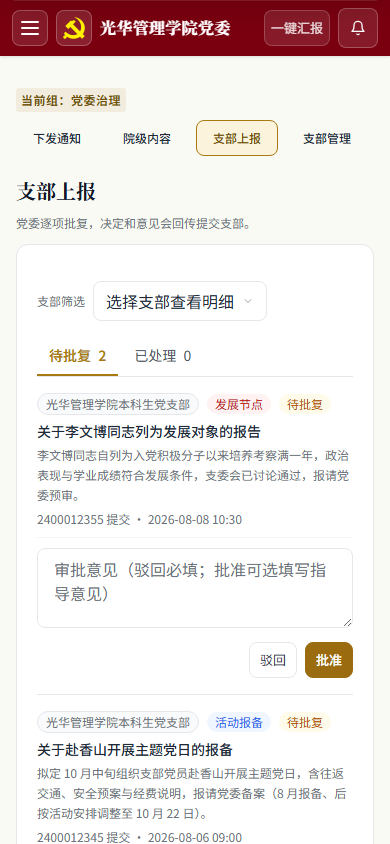 光华管理学院党委
一键汇报
当前组：党委治理
下发通知
院级内容
支部上报
支部管理
支部上报
党委逐项批复，决定和意见会回传提交支部。
支部筛选
选择支部查看明细
待批复 2
已处理 0
光华管理学院本科生党支部
发展节点
待批复
关于李文博同志列为发展对象的报告
李文博同志自列为入党积极分子以来培养考察满一年，政治
表现与学业成绩符合发展条件，支委会已讨论通过，报请党
委预审。
2400012355 提交 · 2026-08-08 10:30
审批意见（驳回必填；批准可选填写指
导意见）
驳回
批准
光华管理学院本科生党支部
活动报备
待批复
关于赴香山开展主题党日的报备
拟定 10 月中旬组织支部党员赴香山开展主题党日，含往返
交通、安全预案与经费说明，报请党委备案（8 月报备、后
按活动安排调整至 10 月 22 日）。
2400012345 提交 · 2026-08-06 09:00